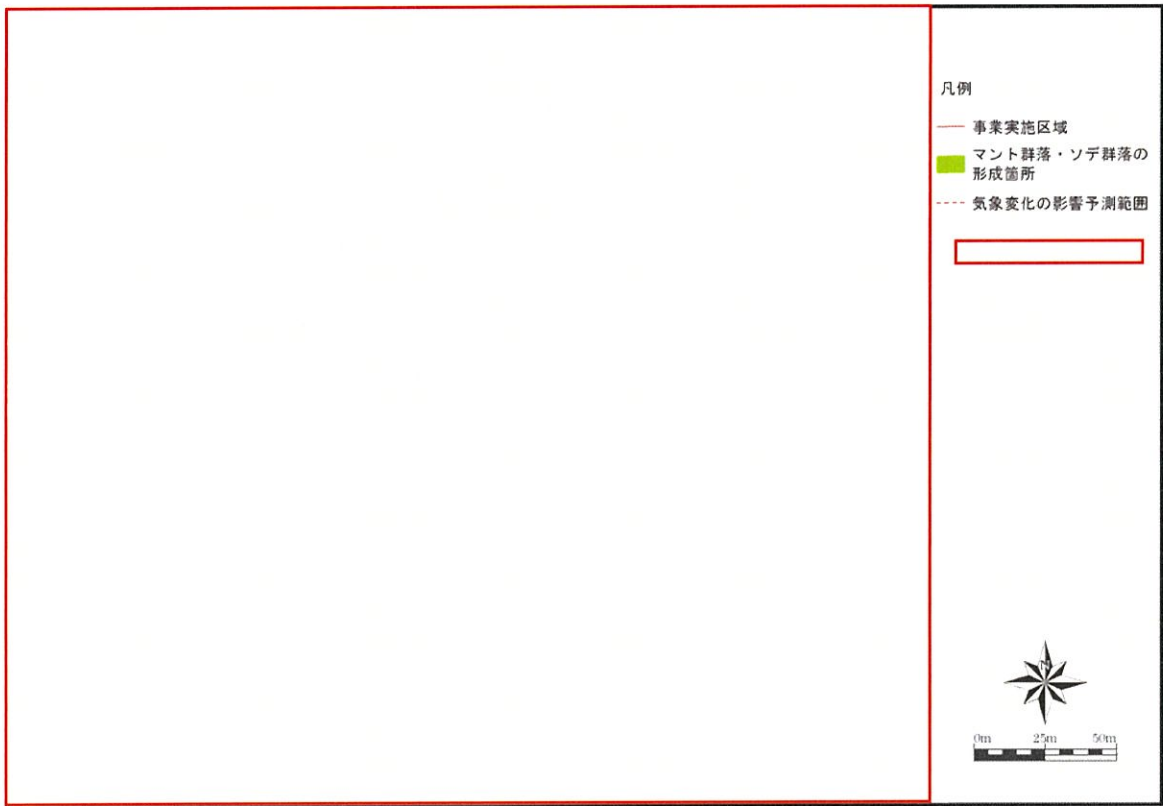 凡例
事業実施区域
マント群落・ソデ群落の
形成箇所
気象変化の影響予測範囲
N
0m 25m 50m